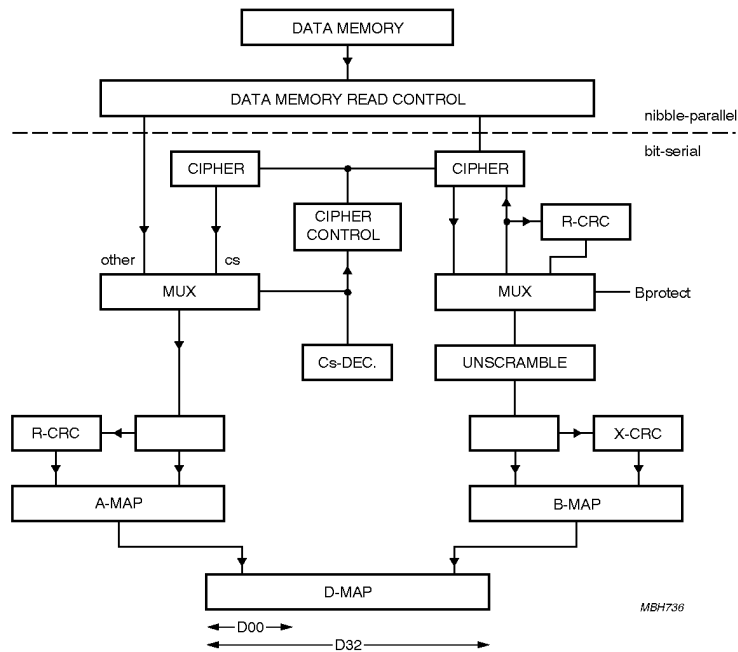 DATA MEMORY
DATA MEMORY READ CONTROL
nibble-parallel
bit-serial
CIPHER
CIPHER
CIPHER
CONTROL
R-CRC
other
cs
MUX
MUX
Bprotect
Cs-DEC.
UNSCRAMBLE
R-CRC
X-CRC
A-MAP
B-MAP
D-MAP
MBH736
D00
D32